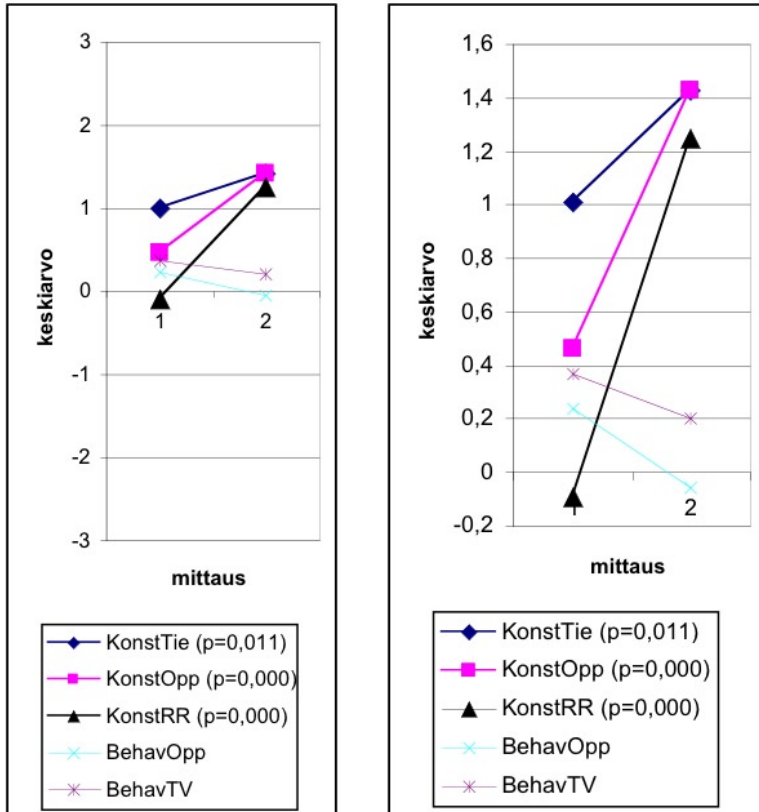 3
2
1
0
-1
-2
-3
1
2
keskiarvo
mittaus
KonstTie (p=0,011)
KonstOpp (p=0,000)
KonstRR (p=0,000)
BehavOpp
BehavTV
1,6
1,4
1,2
1
0,8
0,6
0,4
0,2
0
-0,2
1
2
keskiarvo
mittaus
KonstTie (p=0,011)
KonstOpp (p=0,000)
KonstRR (p=0,000)
BehavOpp
BehavTV